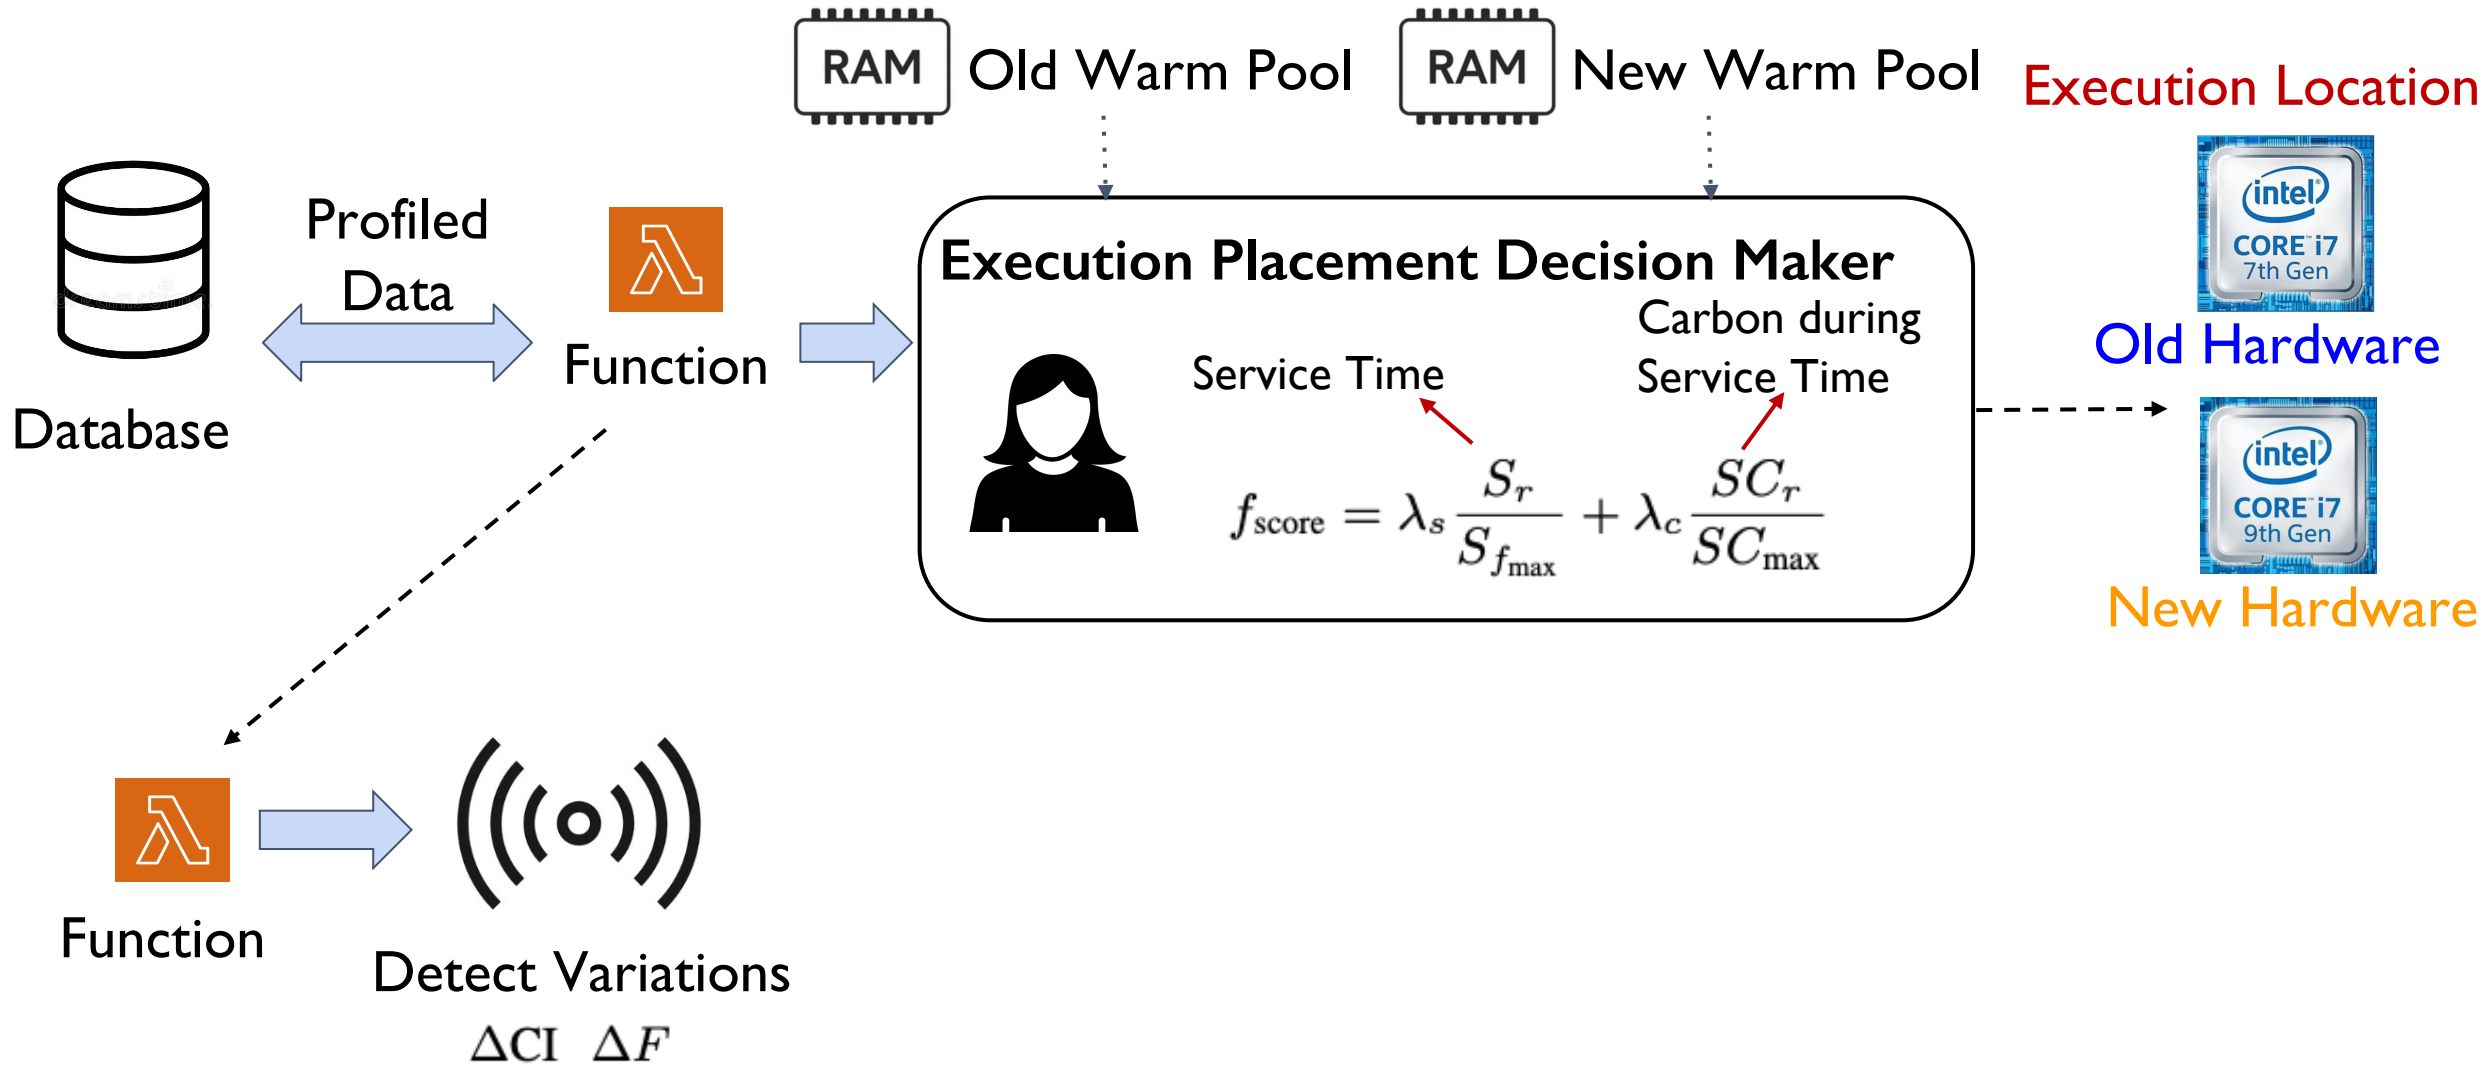 RAM Old Warm Pool
RAM New Warm Pool
Execution Location
intel
CORE i7
7th Gen
Old Hardware
intel
CORE i7
9th Gen
New Hardware
Profiled
Data
Database
Function
Execution Placement Decision Maker
Service Time
Carbon during
Service Time
f_score = λ_s S_r / S_{f_max} + λ_c SC_r / SC_max
Function
Detect Variations
ΔCI ΔF